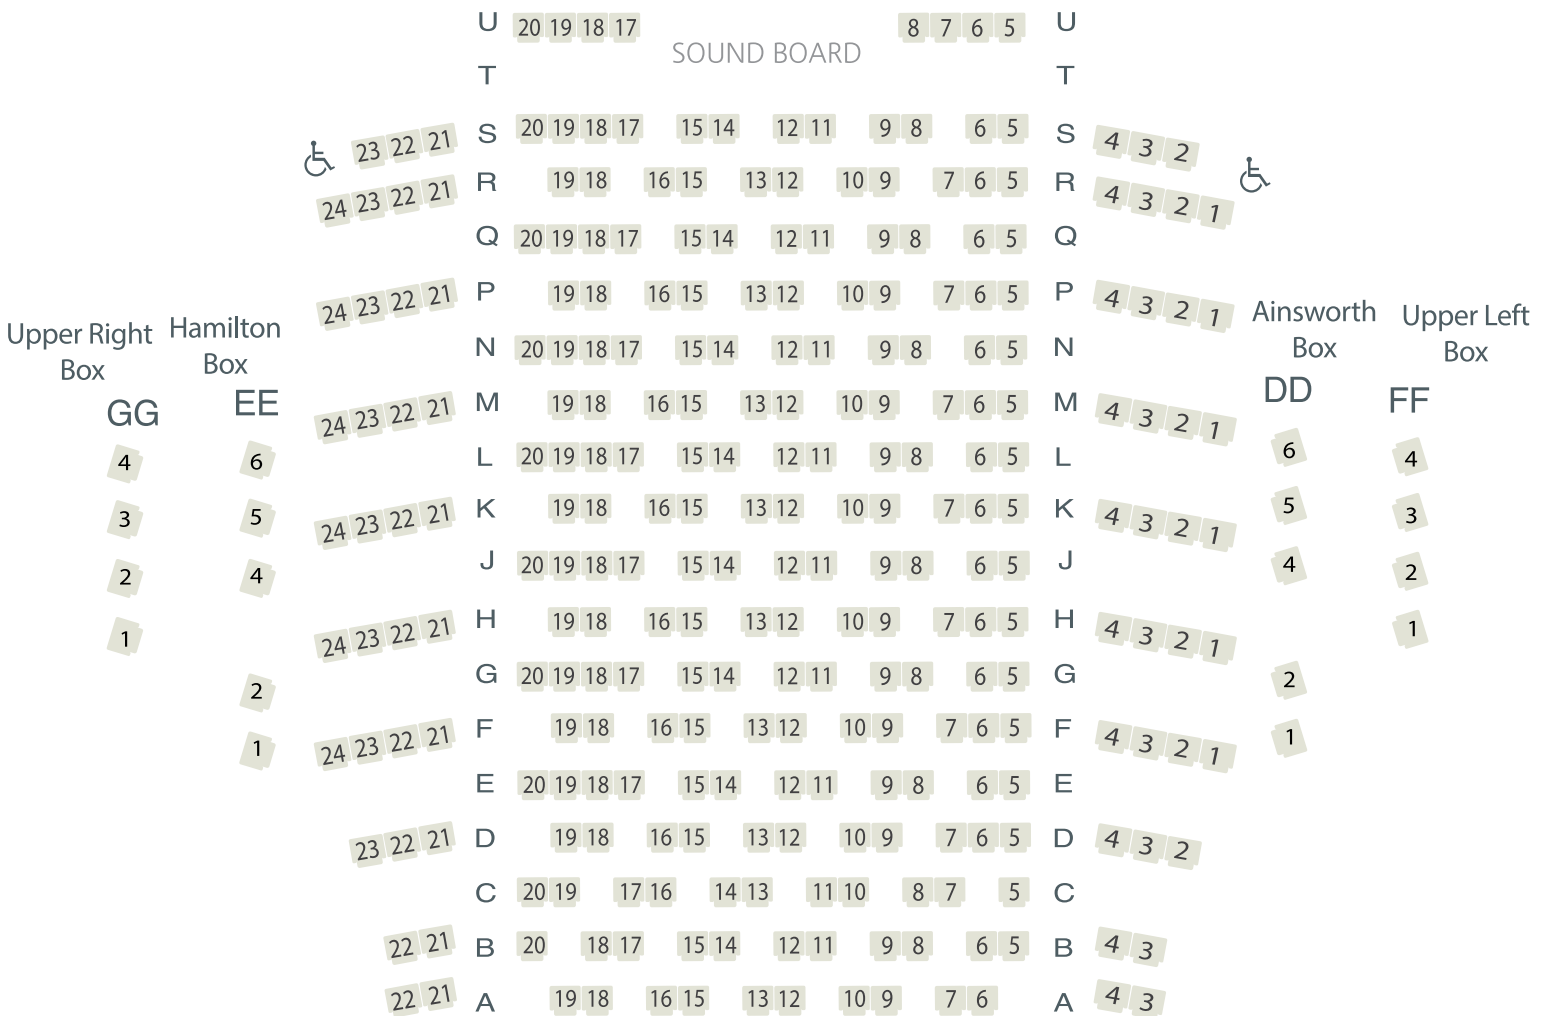 U 20 19 18 17 8 7 6 5 U
SOUND BOARD
T T
23 22 21 S 20 19 18 17 15 14 12 11 9 8 6 5 S 4 3 2
24 23 22 21 R 19 18 16 15 13 12 10 9 7 6 5 R 4 3 2 1
Q 20 19 18 17 15 14 12 11 9 8 6 5 Q
24 23 22 21 P 19 18 16 15 13 12 10 9 7 6 5 P 4 3 2 1
N 20 19 18 17 15 14 12 11 9 8 6 5 N
24 23 22 21 M 19 18 16 15 13 12 10 9 7 6 5 M 4 3 2 1
L 20 19 18 17 15 14 12 11 9 8 6 5 L
24 23 22 21 K 19 18 16 15 13 12 10 9 7 6 5 K 4 3 2 1
J 20 19 18 17 15 14 12 11 9 8 6 5 J
24 23 22 21 H 19 18 16 15 13 12 10 9 7 6 5 H 4 3 2 1
G 20 19 18 17 15 14 12 11 9 8 6 5 G
24 23 22 21 F 19 18 16 15 13 12 10 9 7 6 5 F 4 3 2 1
E 20 19 18 17 15 14 12 11 9 8 6 5 E
23 22 21 D 19 18 16 15 13 12 10 9 7 6 5 D 4 3 2
C 20 19 17 16 14 13 11 10 8 7 5 C
22 21 B 20 18 17 15 14 12 11 9 8 6 5 B 4 3
22 21 A 19 18 16 15 13 12 10 9 7 6 A 4 3
Upper Right
Box
GG
4
3
2
1
Hamilton
Box
EE
6
5
4
2
1
Ainsworth
Box
DD
6
5
4
2
1
Upper Left
Box
FF
4
3
2
1